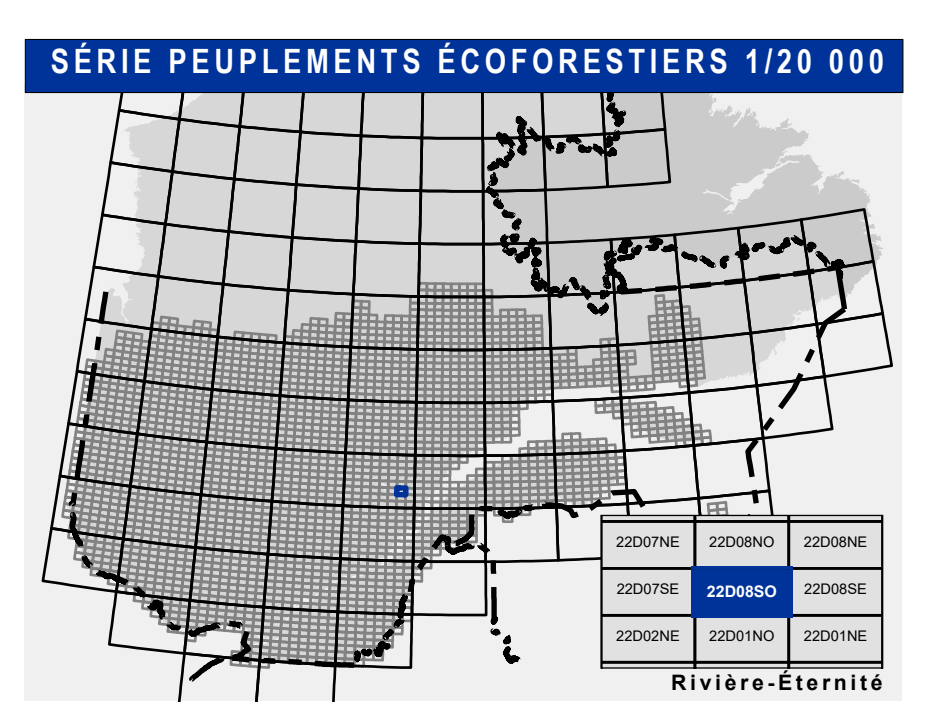 SÉRIE PEUPLEMENTS ÉCOFORESTIERS 1/20 000
22D07NE 22D08NO 22D08NE
22D07SE 22D08SO 22D08SE
22D02NE 22D01NO 22D01NE
Rivière-Éternité